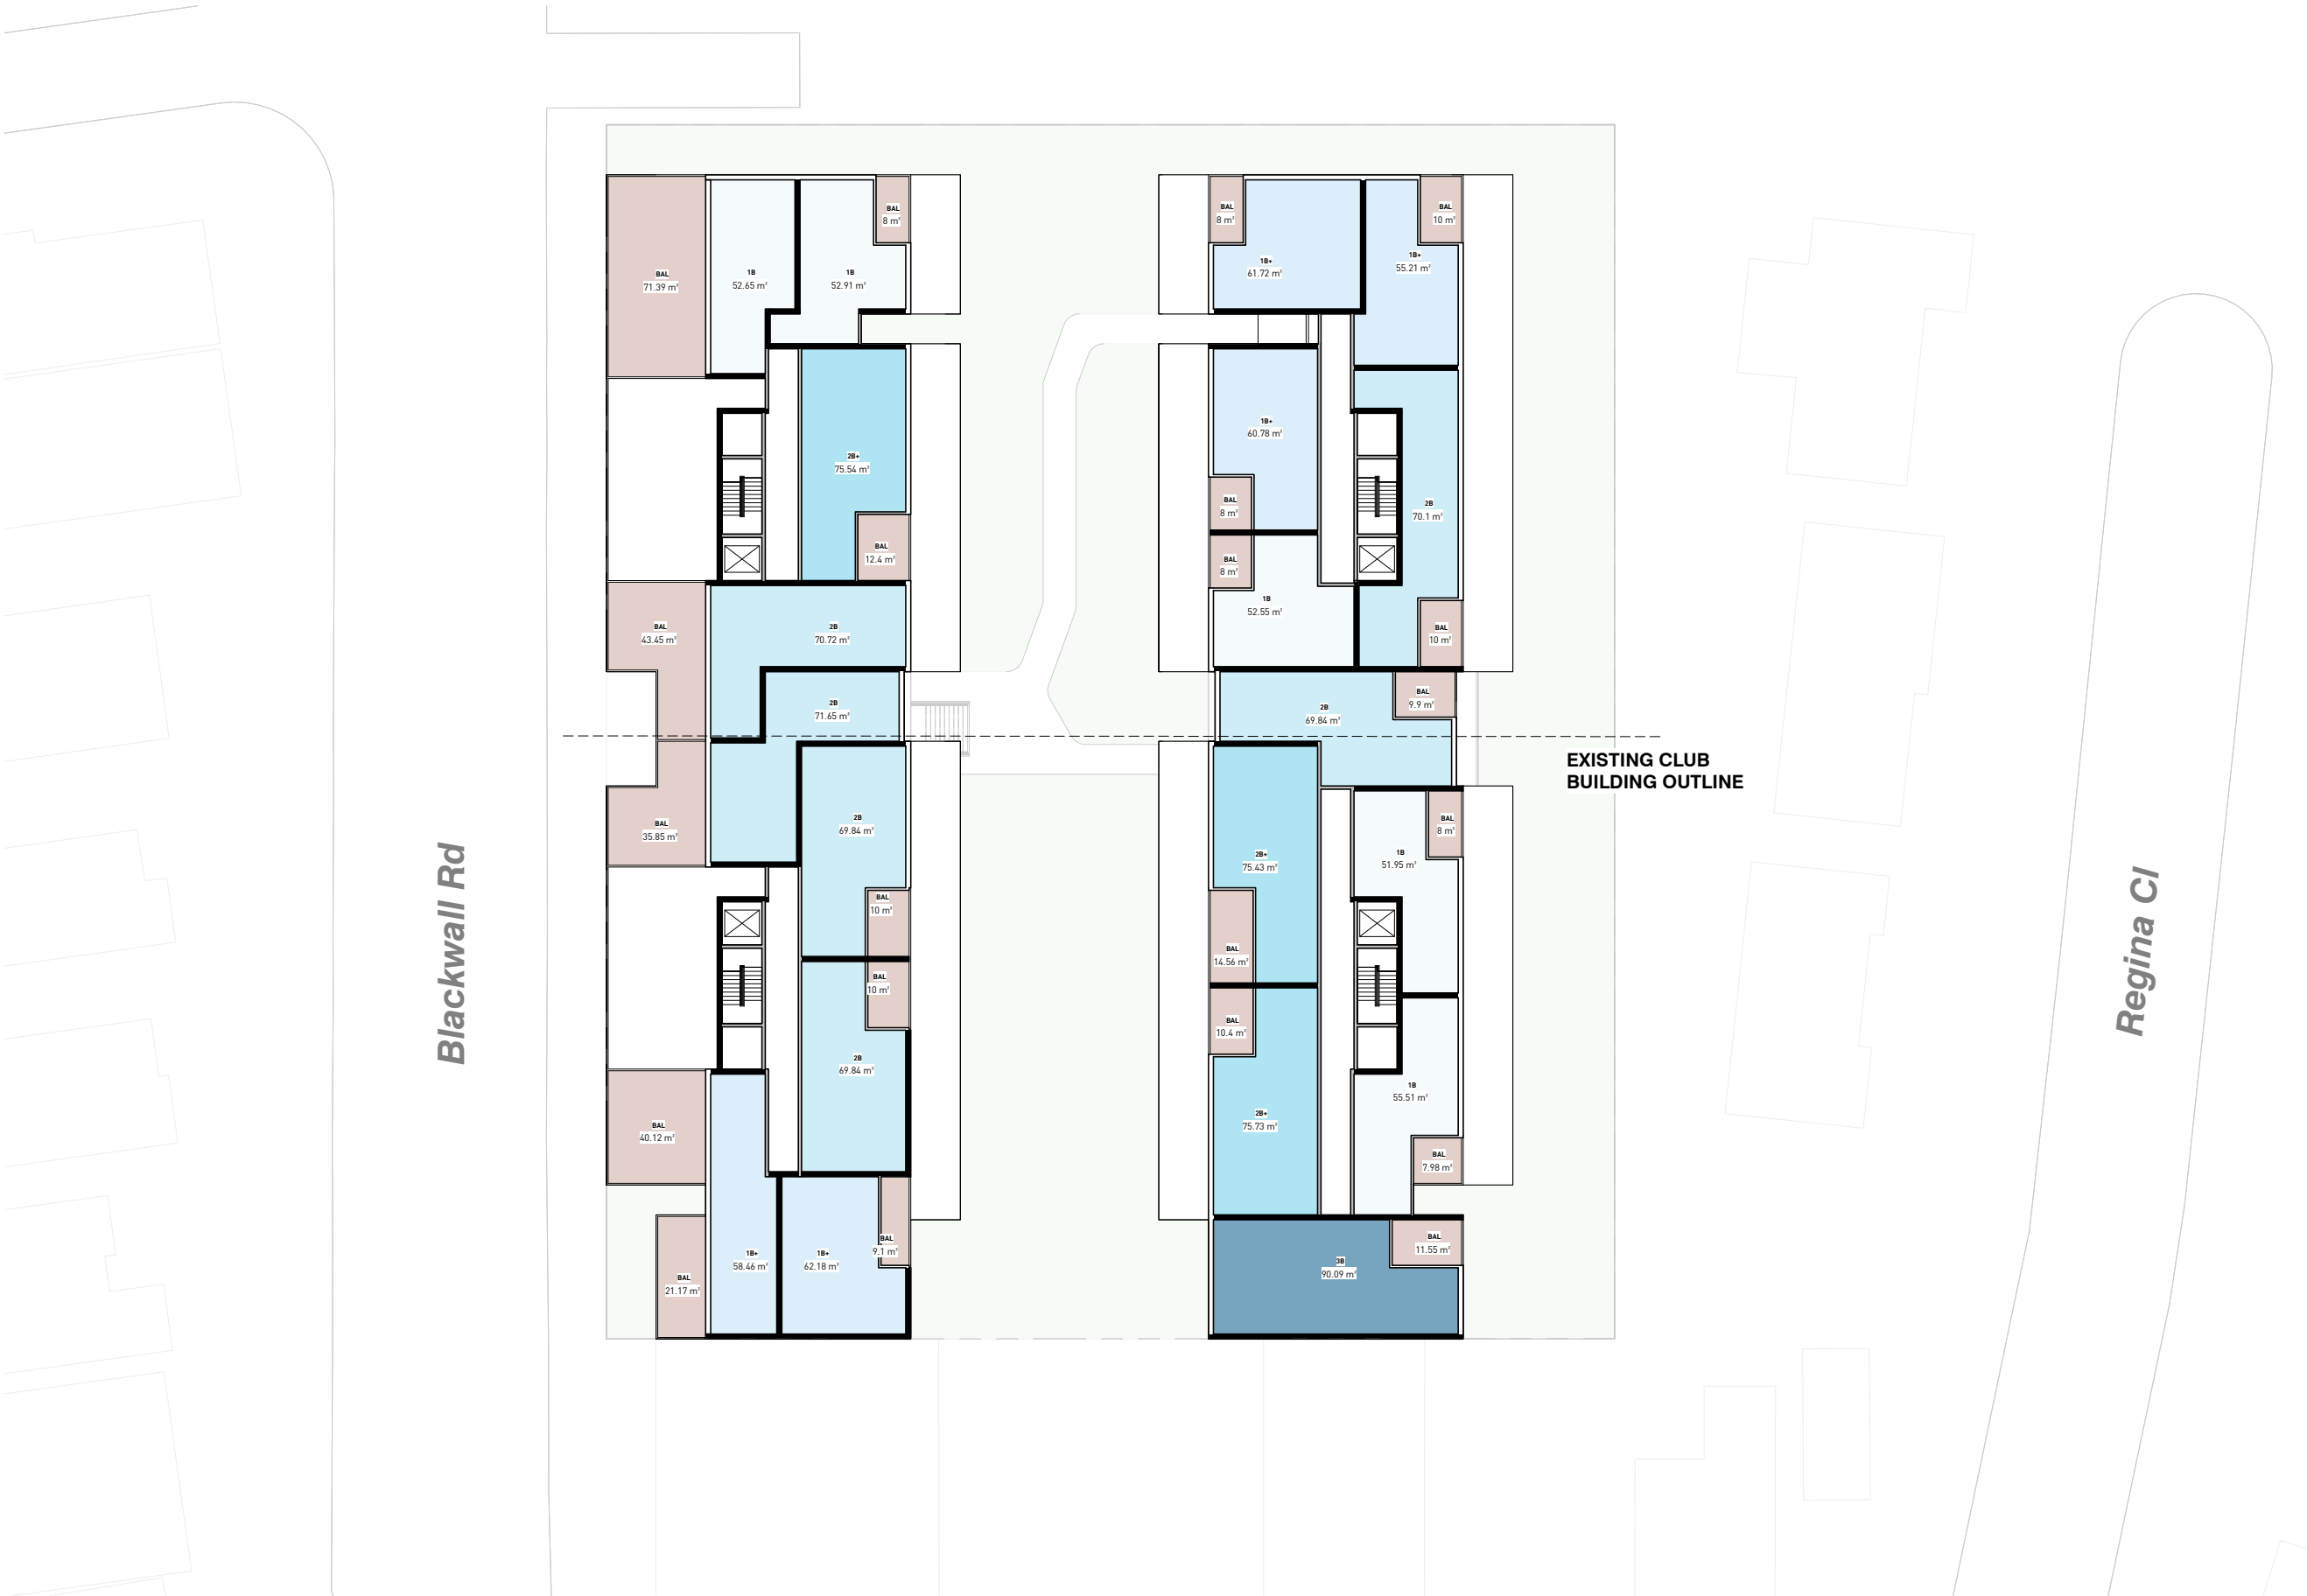 BAL
8 m²
BAL
8 m²
BAL
10 m²
BAL
71.39 m²
1B
52.65 m²
1B
52.91 m²
1B+
61.72 m²
1B+
55.21 m²
2B+
75.54 m²
1B+
60.78 m²
BAL
8 m²
2B
70.1 m²
BAL
12.4 m²
BAL
8 m²
BAL
43.45 m²
2B
70.72 m²
1B
52.55 m²
BAL
10 m²
2B
71.65 m²
2B
69.84 m²
BAL
9.9 m²
EXISTING CLUB
BUILDING OUTLINE
BAL
35.85 m²
2B
69.84 m²
2B+
75.43 m²
1B
51.95 m²
BAL
8 m²
BAL
10 m²
BAL
14.56 m²
Blackwall Rd
Regina Cl
BAL
10 m²
BAL
10.4 m²
2B
69.84 m²
1B
55.51 m²
BAL
40.12 m²
2B+
75.73 m²
BAL
7.98 m²
BAL
21.17 m²
1B+
58.46 m²
1B+
62.18 m²
BAL
9.1 m²
3B
90.09 m²
BAL
11.55 m²